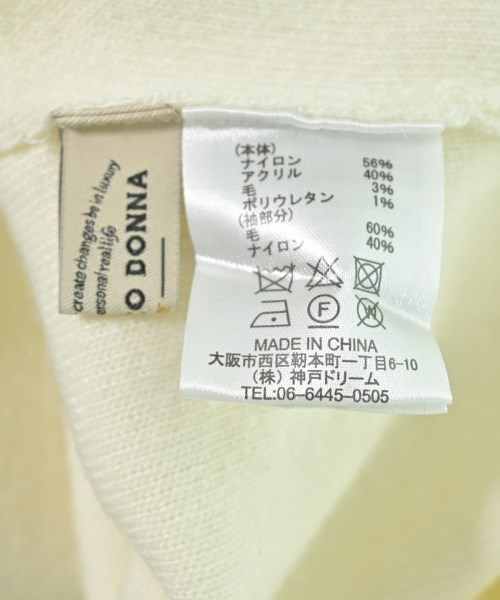 create changes be in luxury
ersonal real life
O DONNA
(本体)
ナイロン 56%
アクリル 40%
毛 3%
ポリウレタン 1%
(袖部分)
毛 60%
ナイロン 40%
F
W
MADE IN CHINA
大阪市西区靭本町一丁目6-10
(株)神戸ドリーム
TEL:06-6445-0505